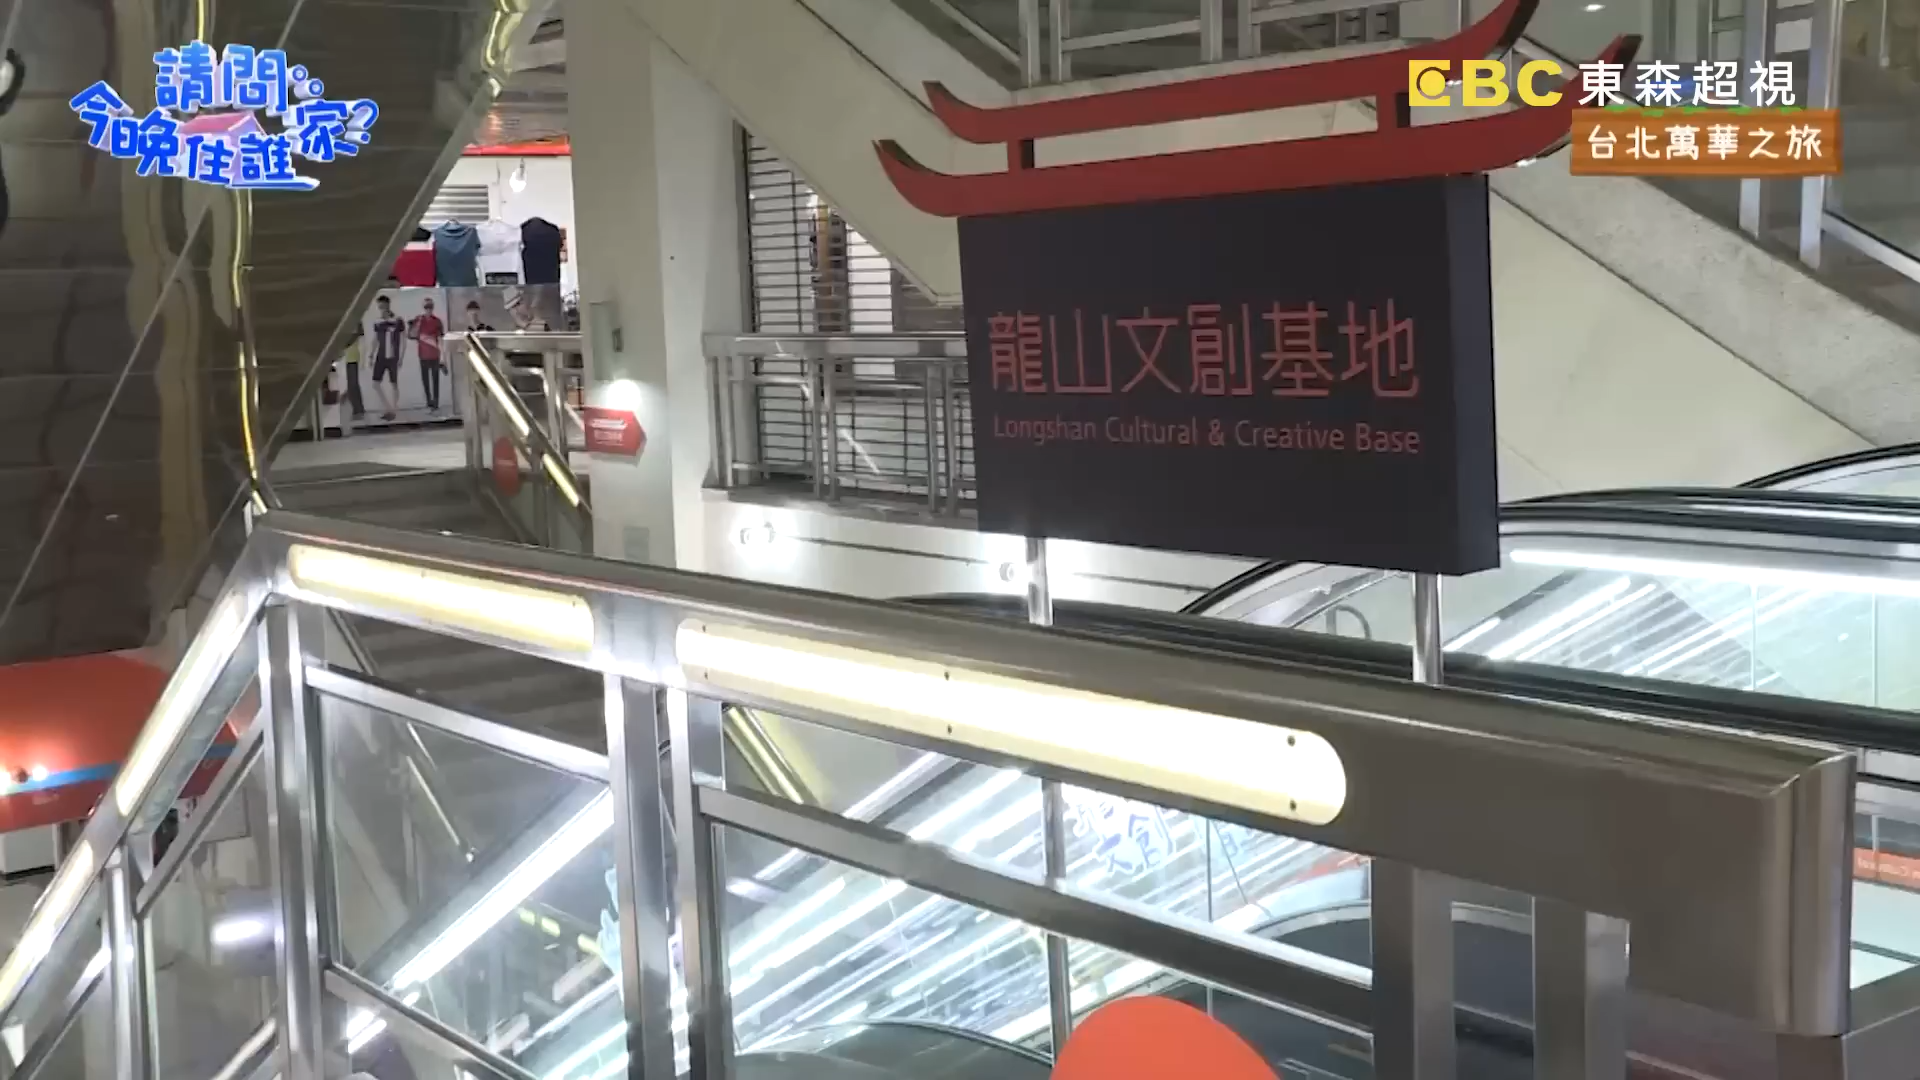 請問
今晚住誰家?
EBC東森超視
台北萬華之旅
龍山文創基地
Longshan Cultural & Creative Base